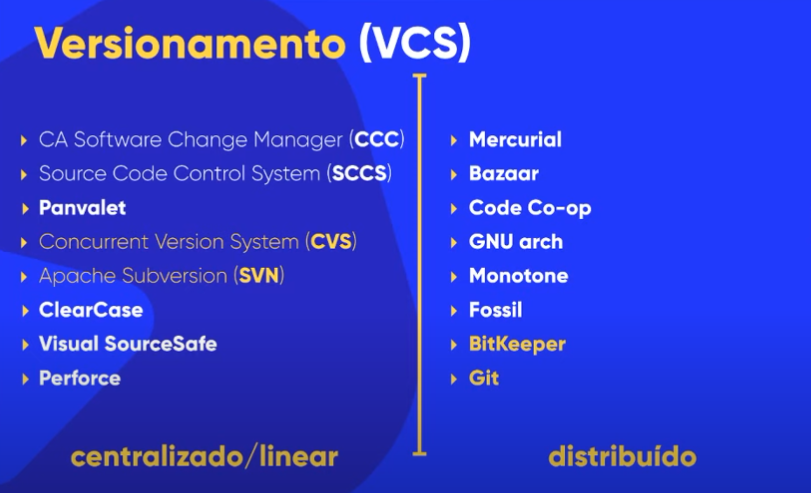 Versionamento (VCS)
CA Software Change Manager (CCC)
Source Code Control System (SCCS)
Panvalet
Concurrent Version System (CVS)
Apache Subversion (SVN)
ClearCase
Visual SourceSafe
Perforce
centralizado/linear
Mercurial
Bazaar
Code Co-op
GNU arch
Monotone
Fossil
BitKeeper
Git
distribuído